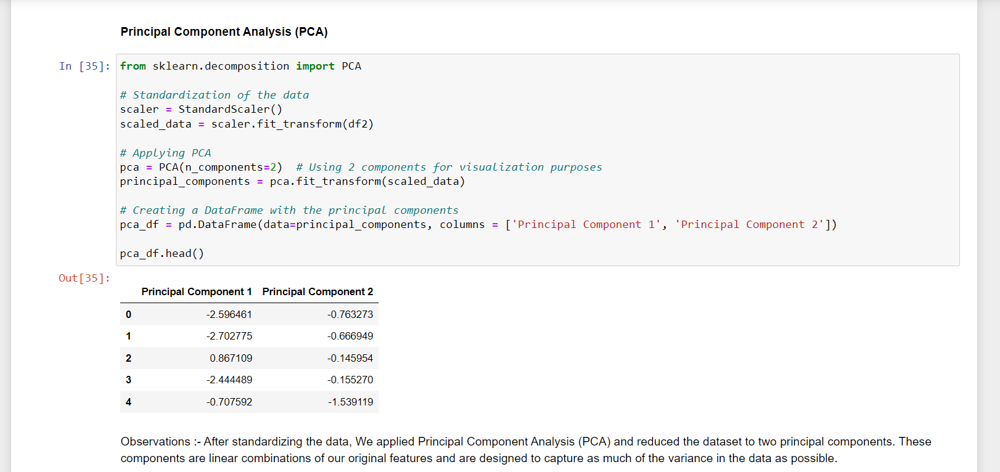 Principal Component Analysis (PCA)
In [35]: from sklearn.decomposition import PCA
# Standardization of the data
scaler = StandardScaler()
scaled_data = scaler.fit_transform(df2)
# Applying PCA
pca = PCA(n_components=2)  # Using 2 components for visualization purposes
principal_components = pca.fit_transform(scaled_data)
# Creating a DataFrame with the principal components
pca_df = pd.DataFrame(data=principal_components, columns = ['Principal Component 1', 'Principal Component 2'])
pca_df.head()
Out[35]:
Principal Component 1 Principal Component 2
0 -2.596461 -0.763273
1 -2.702775 -0.666949
2 0.867109 -0.145954
3 -2.444489 -0.155270
4 -0.707592 -1.539119
Observations :- After standardizing the data, We applied Principal Component Analysis (PCA) and reduced the dataset to two principal components. These
components are linear combinations of our original features and are designed to capture as much of the variance in the data as possible.